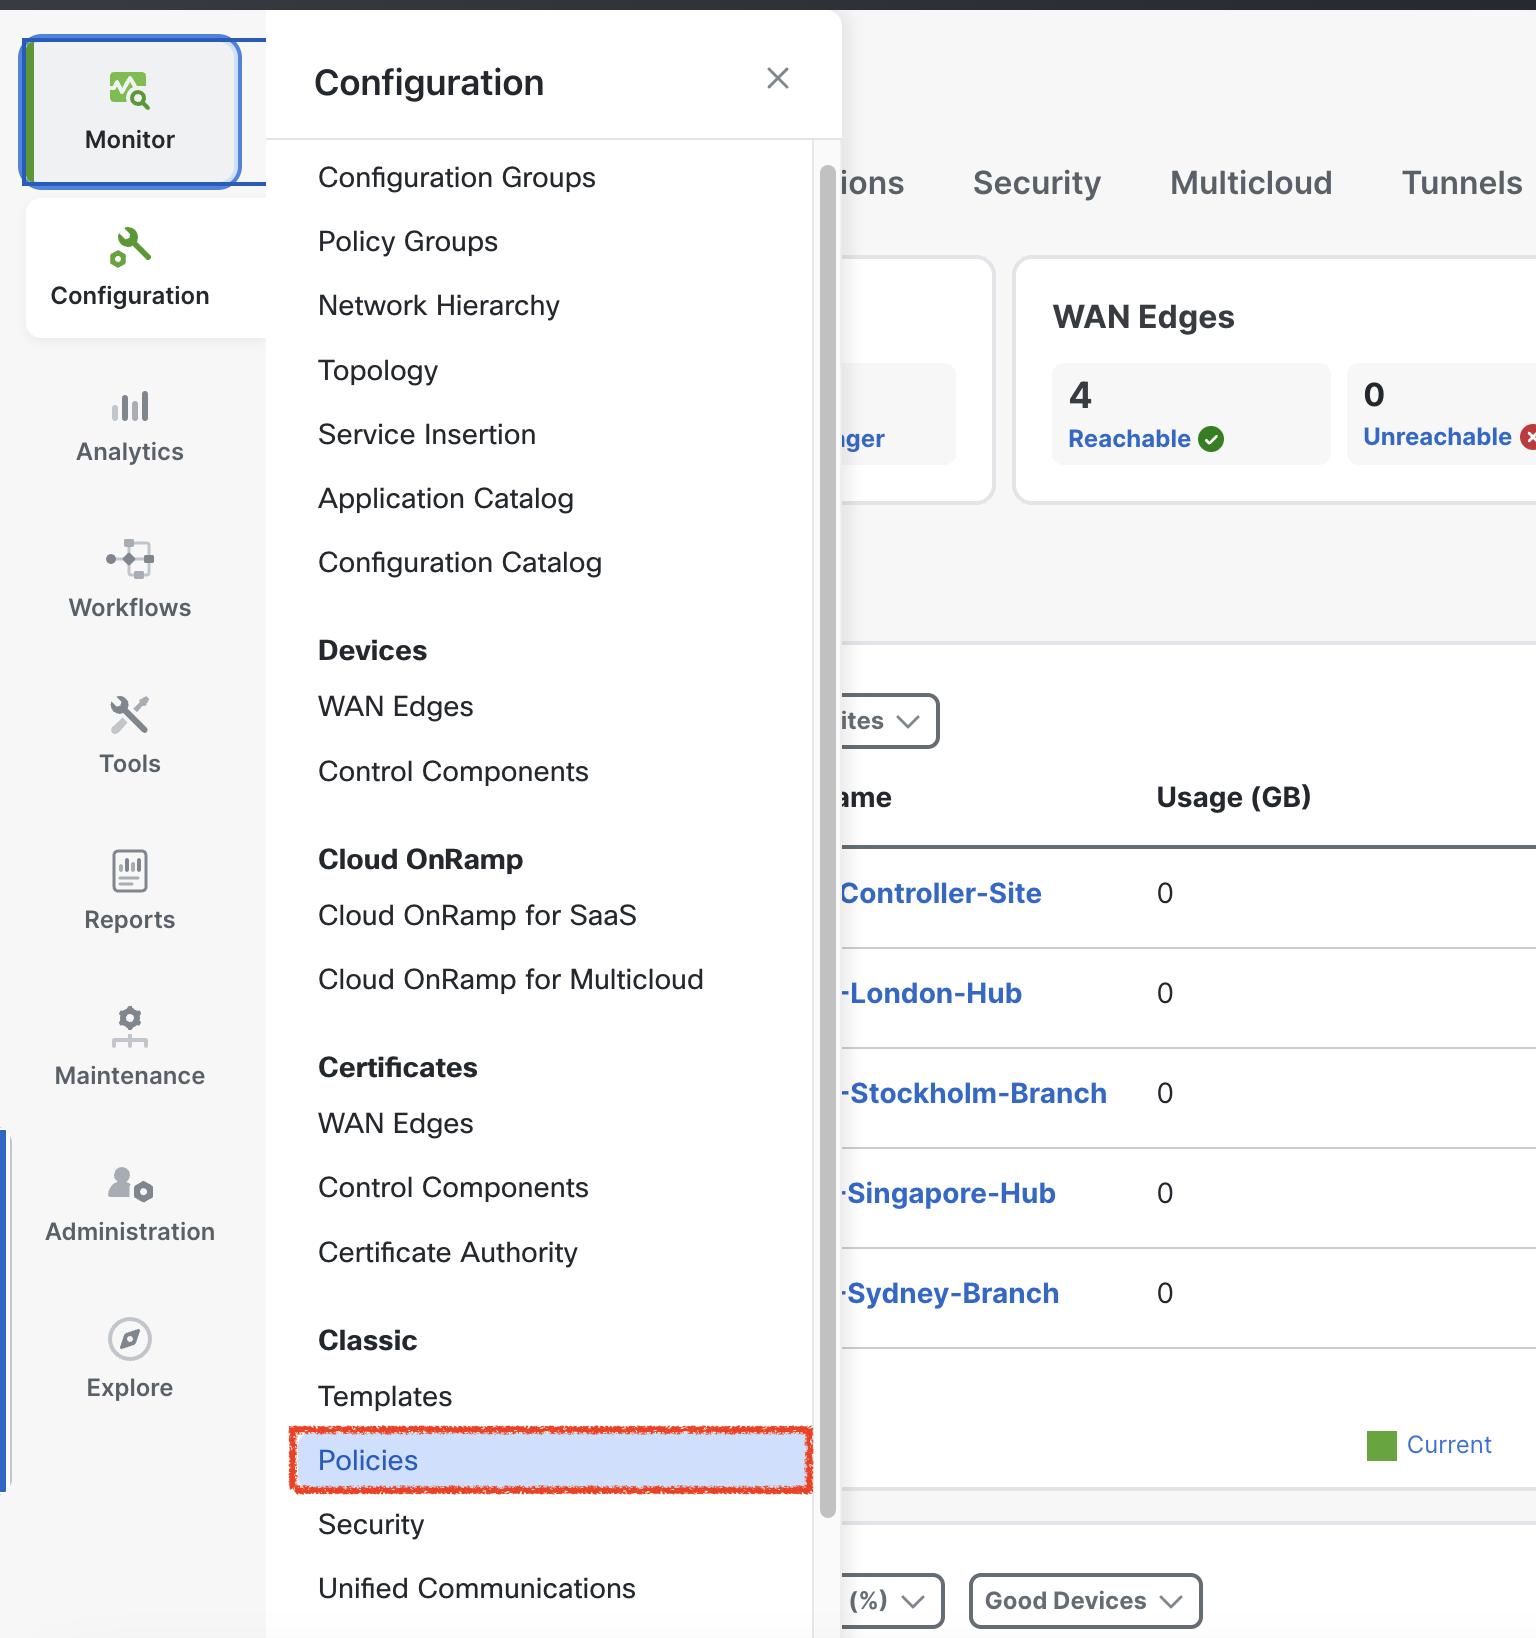 Monitor
Configuration
Analytics
Workflows
Tools
Reports
Maintenance
Administration
Explore
Configuration
Configuration Groups
Policy Groups
Network Hierarchy
Topology
Service Insertion
Application Catalog
Configuration Catalog
Devices
WAN Edges
Control Components
Cloud OnRamp
Cloud OnRamp for SaaS
Cloud OnRamp for Multicloud
Certificates
WAN Edges
Control Components
Certificate Authority
Classic
Templates
Policies
Security
Unified Communications
ions Security Multicloud Tunnels
WAN Edges
4 0
ger Reachable Unreachable
ites
ame Usage (GB)
Controller-Site 0
-London-Hub 0
-Stockholm-Branch 0
-Singapore-Hub 0
-Sydney-Branch 0
Current
(%) Good Devices